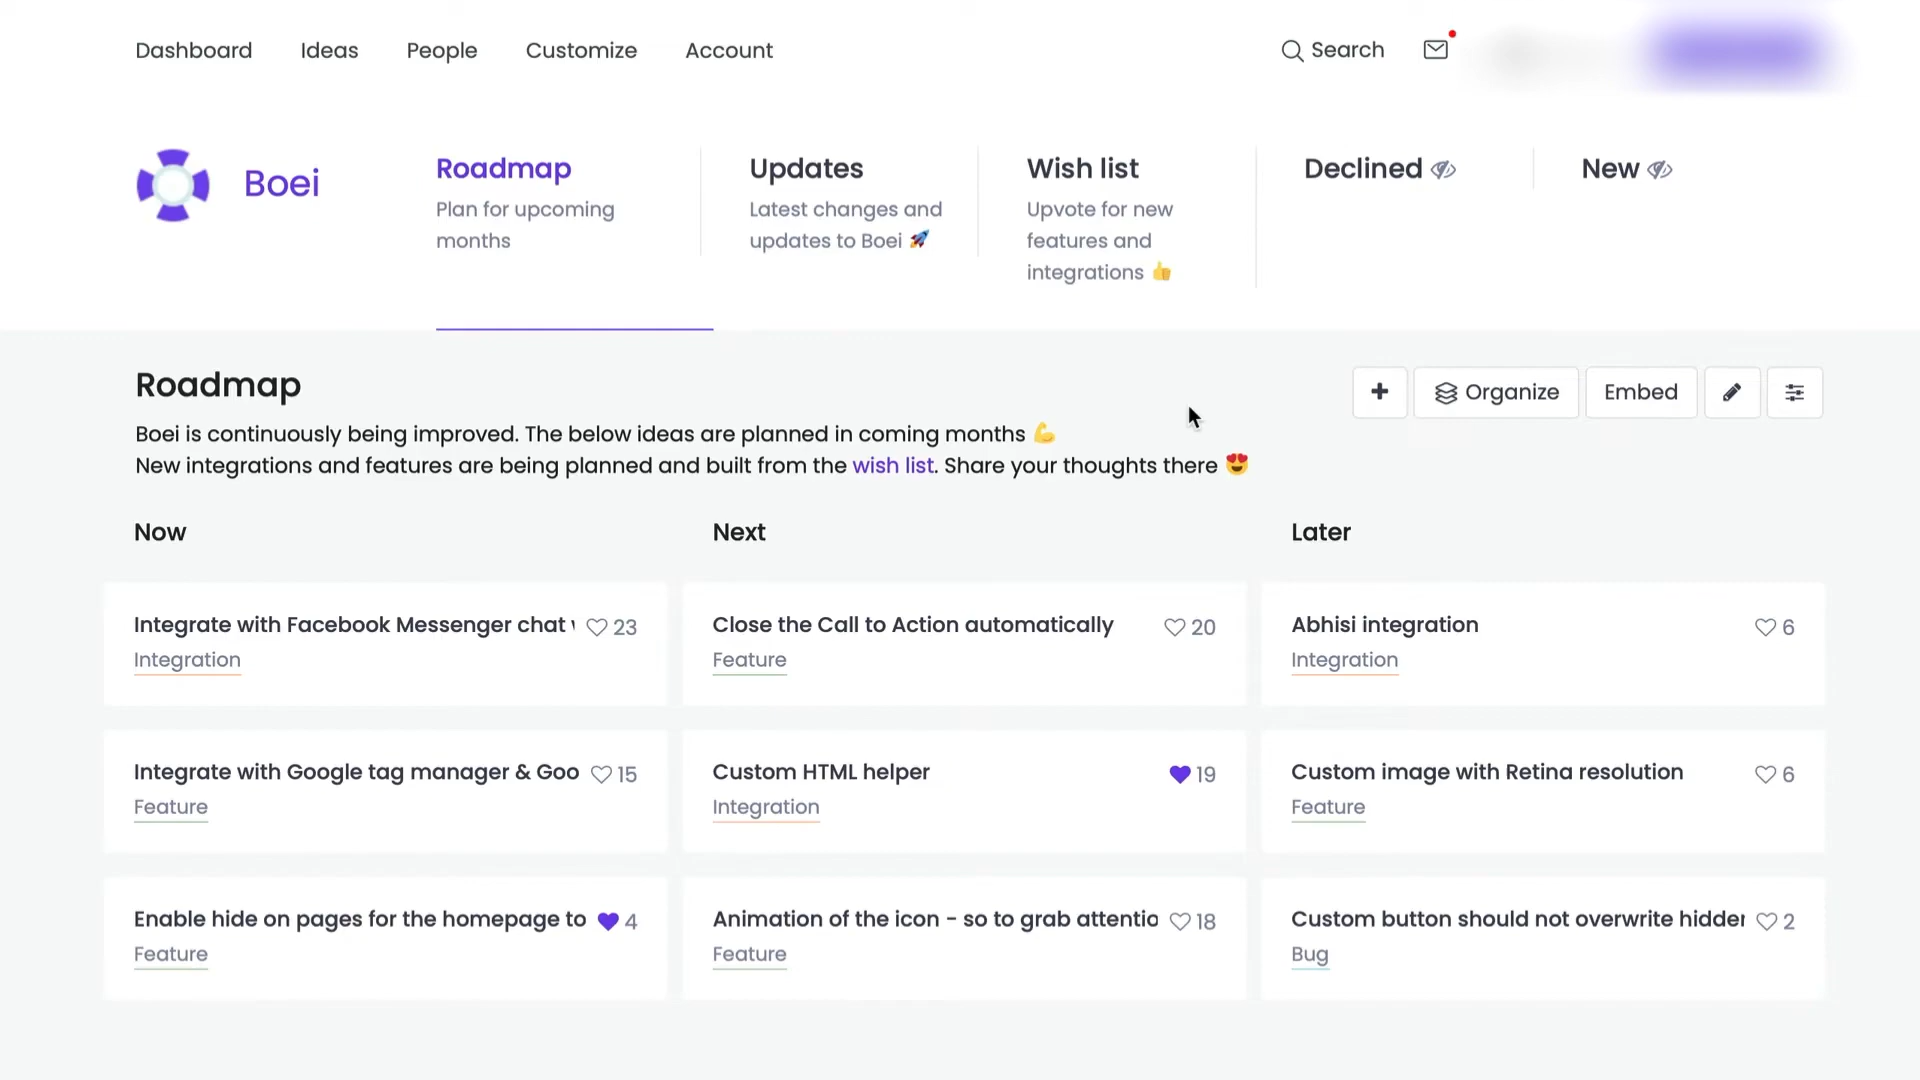 Dashboard Ideas People Customize Account Search
Boei
Roadmap
Plan for upcoming
months
Updates
Latest changes and
updates to Boei 🚀
Wish list
Upvote for new
features and
integrations 👍
Declined
New
Roadmap
+ Organize Embed
Boei is continuously being improved. The below ideas are planned in coming months 💪
New integrations and features are being planned and built from the wish list. Share your thoughts there 😍
Now
Integrate with Facebook Messenger chat 23
Integration
Integrate with Google tag manager & Goo 15
Feature
Enable hide on pages for the homepage to 4
Feature
Next
Close the Call to Action automatically 20
Feature
Custom HTML helper 19
Integration
Animation of the icon - so to grab attentio 18
Feature
Later
Abhisi integration 6
Integration
Custom image with Retina resolution 6
Feature
Custom button should not overwrite hidden 2
Bug